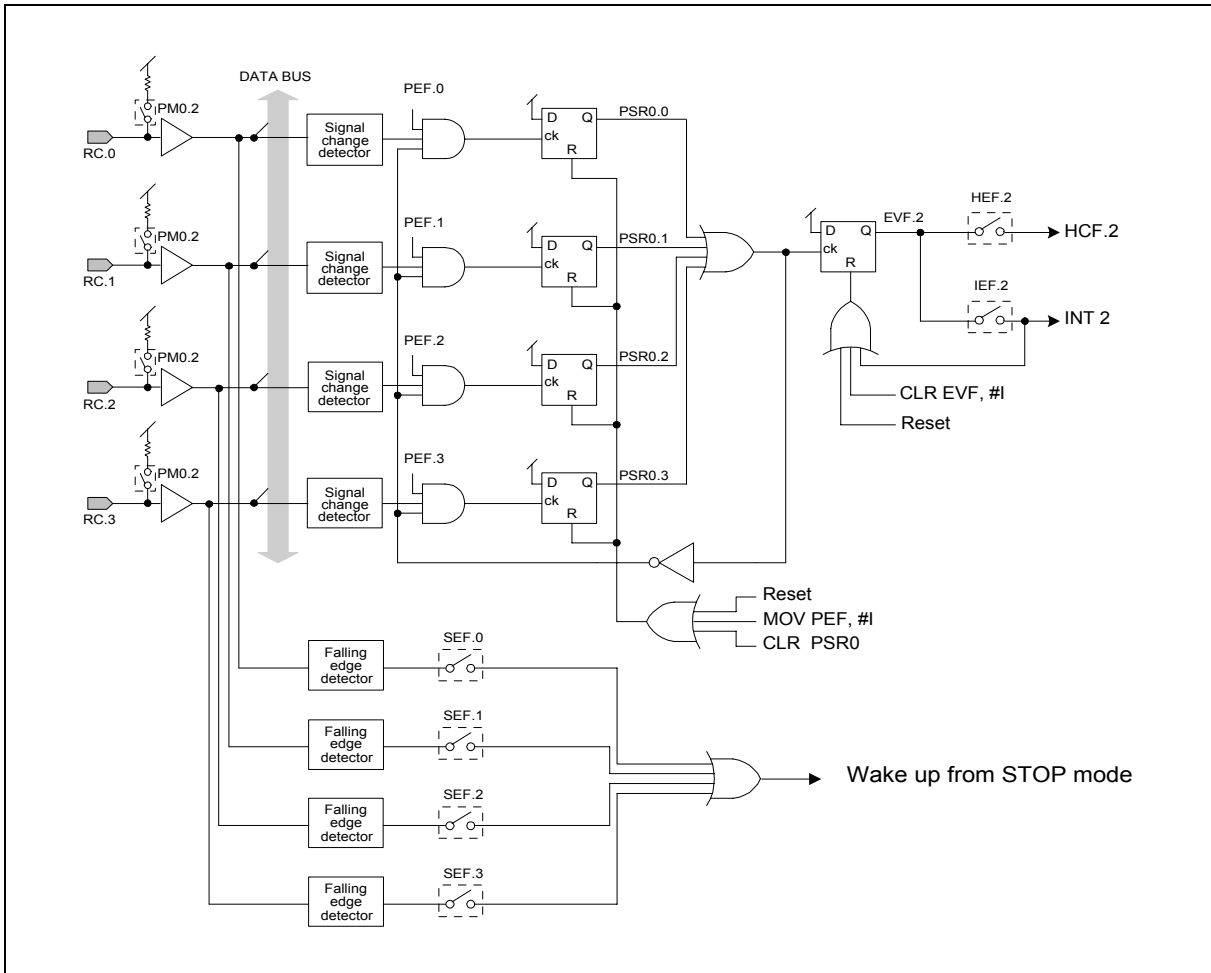 DATA BUS
PM0.2
RC.0
Signal
change
detector
PEF.0
D
Q
ck
R
PSR0.0
PM0.2
RC.1
Signal
change
detector
PEF.1
D
Q
ck
R
PSR0.1
PM0.2
RC.2
Signal
change
detector
PEF.2
D
Q
ck
R
PSR0.2
PM0.2
RC.3
Signal
change
detector
PEF.3
D
Q
ck
R
PSR0.3
D
Q
ck
R
EVF.2
HEF.2
HCF.2
IEF.2
INT 2
CLR EVF, #I
Reset
Reset
MOV PEF, #I
CLR PSR0
Falling
edge
detector
SEF.0
Falling
edge
detector
SEF.1
Falling
edge
detector
SEF.2
Falling
edge
detector
SEF.3
Wake up from STOP mode